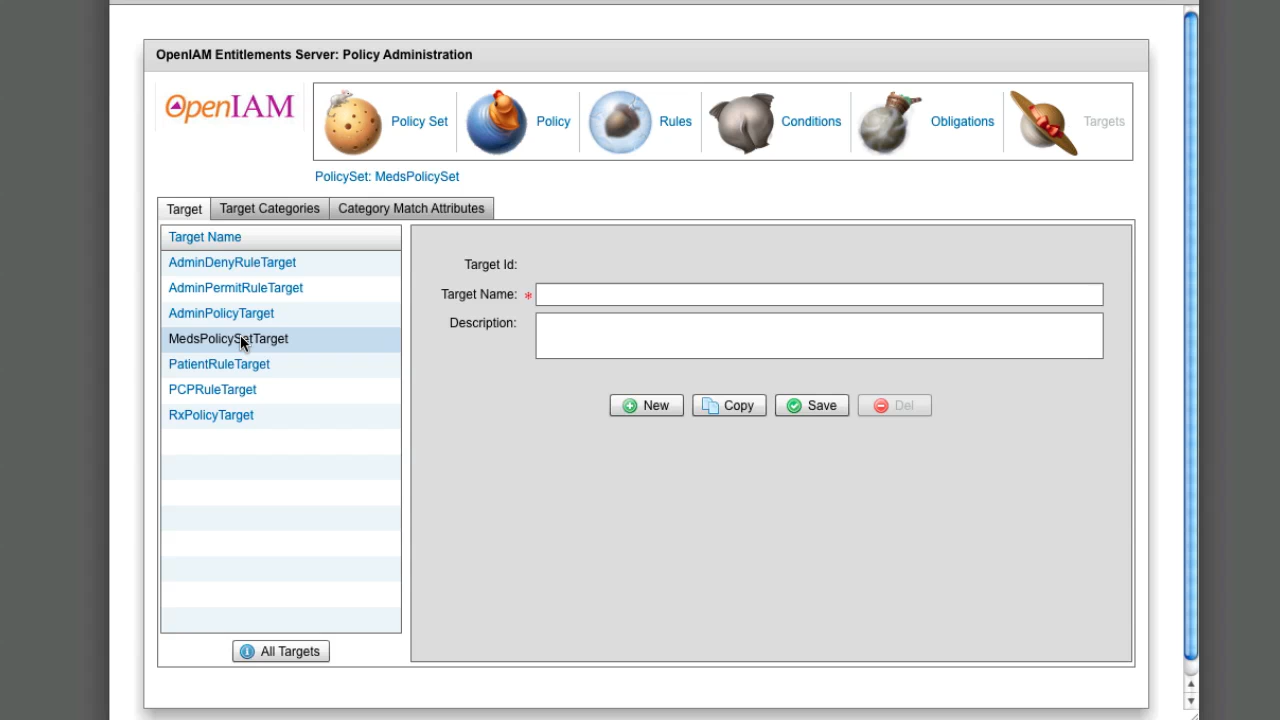 OpenIAM Entitlements Server: Policy Administration
OpenIAM
Policy Set
Policy
Rules
Conditions
Obligations
Targets
PolicySet: MedsPolicySet
Target
Target Categories
Category Match Attributes
Target Name
AdminDenyRuleTarget
AdminPermitRuleTarget
AdminPolicyTarget
MedsPolicySetTarget
PatientRuleTarget
PCPRuleTarget
RxPolicyTarget
All Targets
Target Id:
Target Name: *
Description:
New
Copy
Save
Del